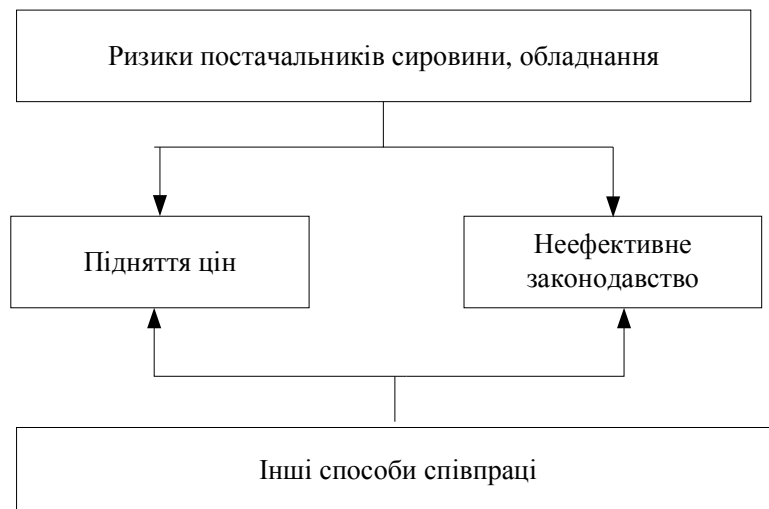 Ризики постачальників сировини, обладнання
Підняття цін
Неефективне
законодавство
Інші способи співпраці